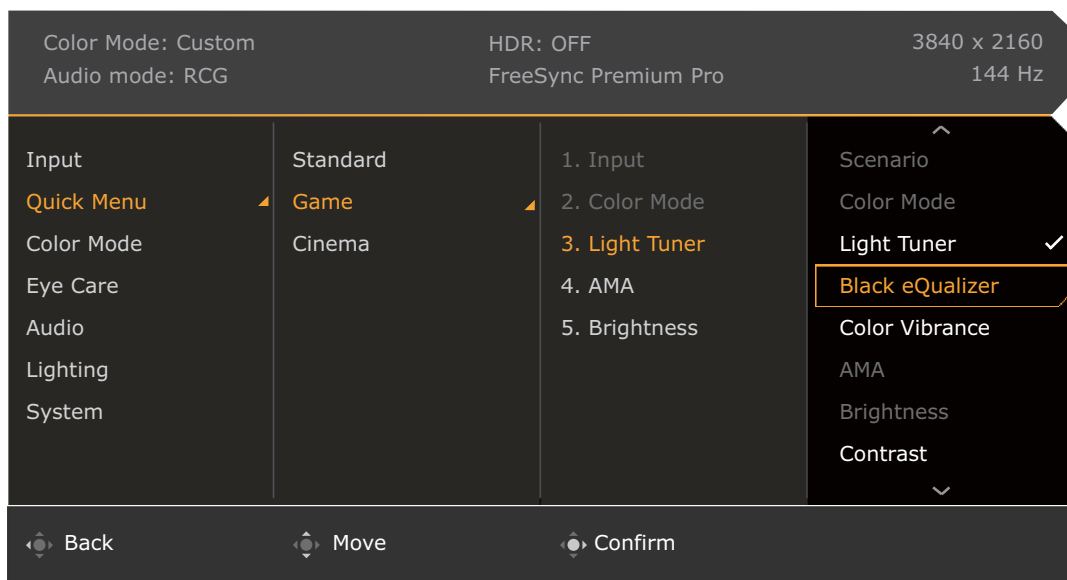 Color Mode: Custom
HDR: OFF
3840 x 2160
Audio mode: RCG
FreeSync Premium Pro
144 Hz
Input
Quick Menu
Color Mode
Eye Care
Audio
Lighting
System
Standard
Game
Cinema
1. Input
2. Color Mode
3. Light Tuner
4. AMA
5. Brightness
Scenario
Color Mode
Light Tuner
Black eQualizer
Color Vibrance
AMA
Brightness
Contrast
Back
Move
Confirm